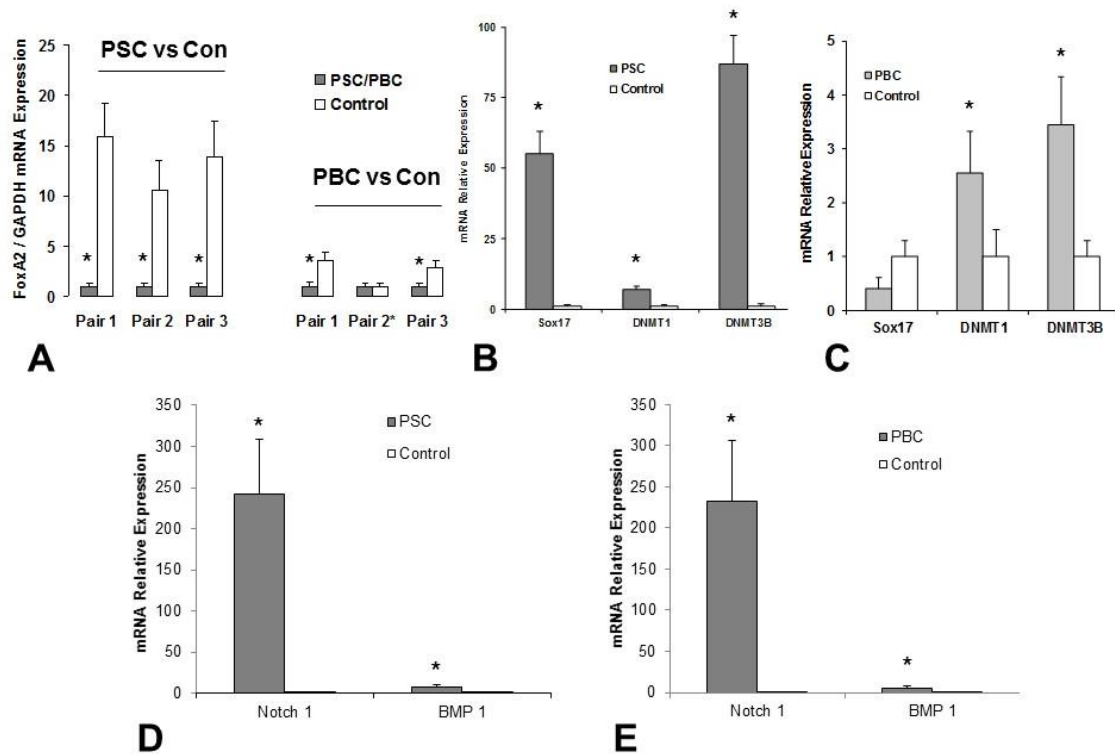 PSC vs Con
FoxA2 / GAPDH mRNA Expression
25
20
15
10
5
0
PSC/PBC
Control
PBC vs Con
* * * * *
Pair 1 Pair 2 Pair 3 Pair 1 Pair 2* Pair 3
A
mRNA Relative Expression
100
75
50
25
0
PSC
Control
* * *
Sox17 DNMT1 DNMT3B
B
mRNA Relative Expression
5
4
3
2
1
0
PBC
Control
* *
Sox17 DNMT1 DNMT3B
C
mRNA Relative Expression
350
300
250
200
150
100
50
0
PSC
Control
* *
Notch 1 BMP 1
D
mRNA Relative Expression
350
300
250
200
150
100
50
0
PBC
Control
* *
Notch 1 BMP 1
E